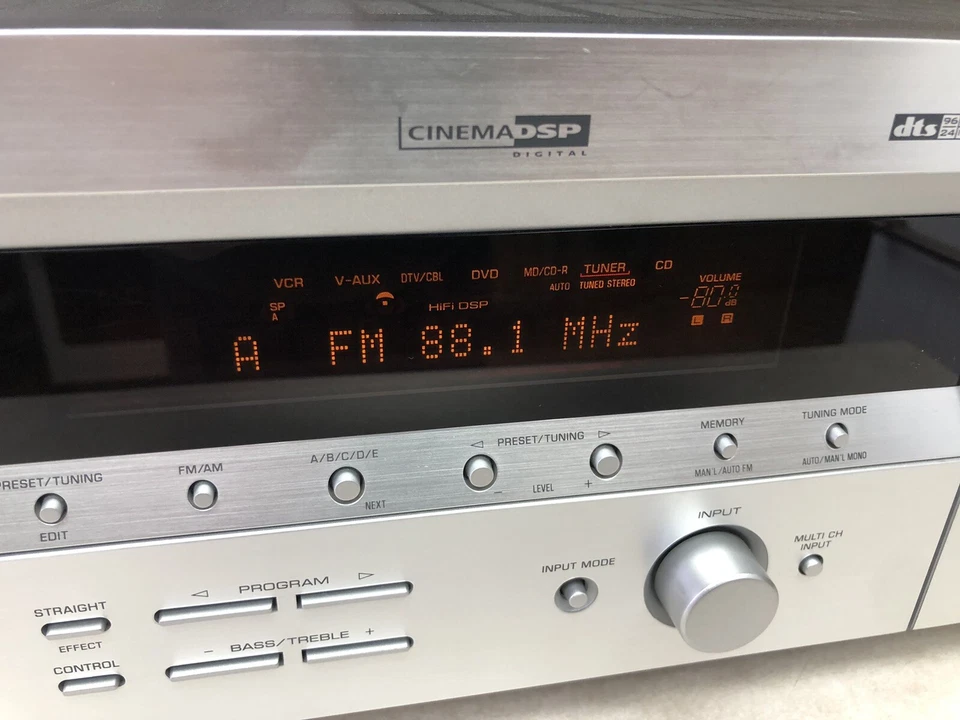 CINEMA DSP
DIGITAL
dts 96
24
VCR V-AUX DTV/CBL DVD MD/CD-R TUNER CD
AUTO TUNED STEREO
VOLUME
SP
A
HiFi DSP
-80.0
dB
L R
A FM 88.1 MHz
PRESET/TUNING
EDIT
FM/AM
A/B/C/D/E
NEXT
◁ PRESET/TUNING ▷
− LEVEL +
MEMORY
MAN'L/AUTO FM
TUNING MODE
AUTO/MAN'L MONO
STRAIGHT
EFFECT
CONTROL
◁ PROGRAM ▷
− BASS/TREBLE +
INPUT MODE
INPUT
MULTI CH
INPUT